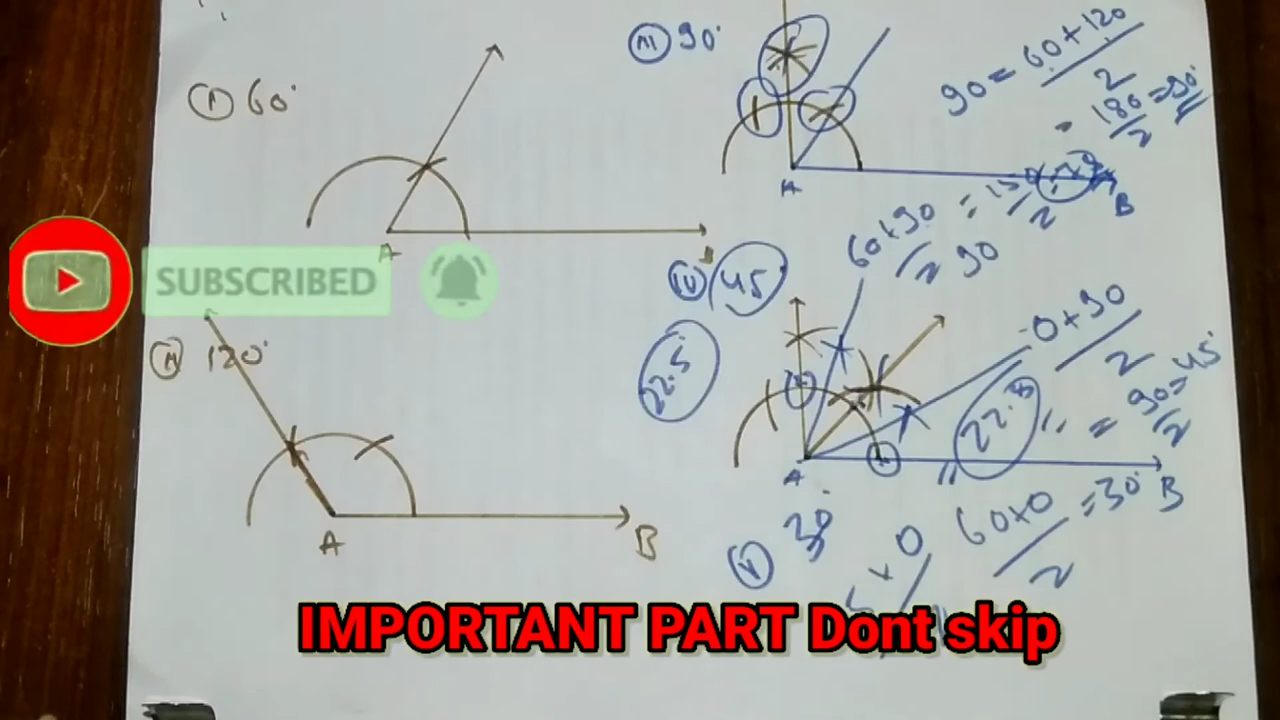 (i) 60°
A
SUBSCRIBED
(ii) 120°
A
B
(iii) 90°
90 = 60+120
2
= 180 = 90°
2
A
B
60+90
2
(iv) 45°
22.5°
0+90
2
= 90 = 45°
2
22.5
A
B
(v) 30°
60+0 = 30°
2
IMPORTANT PART Dont skip